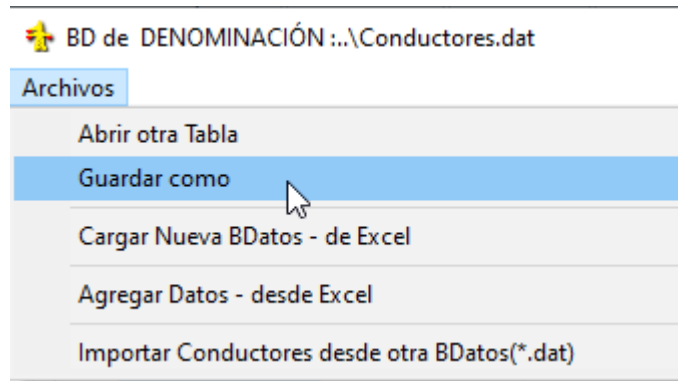 BD de DENOMINACIÓN :..\Conductores.dat
Archivos
Abrir otra Tabla
Guardar como
Cargar Nueva BDatos - de Excel
Agregar Datos - desde Excel
Importar Conductores desde otra BDatos(*.dat)